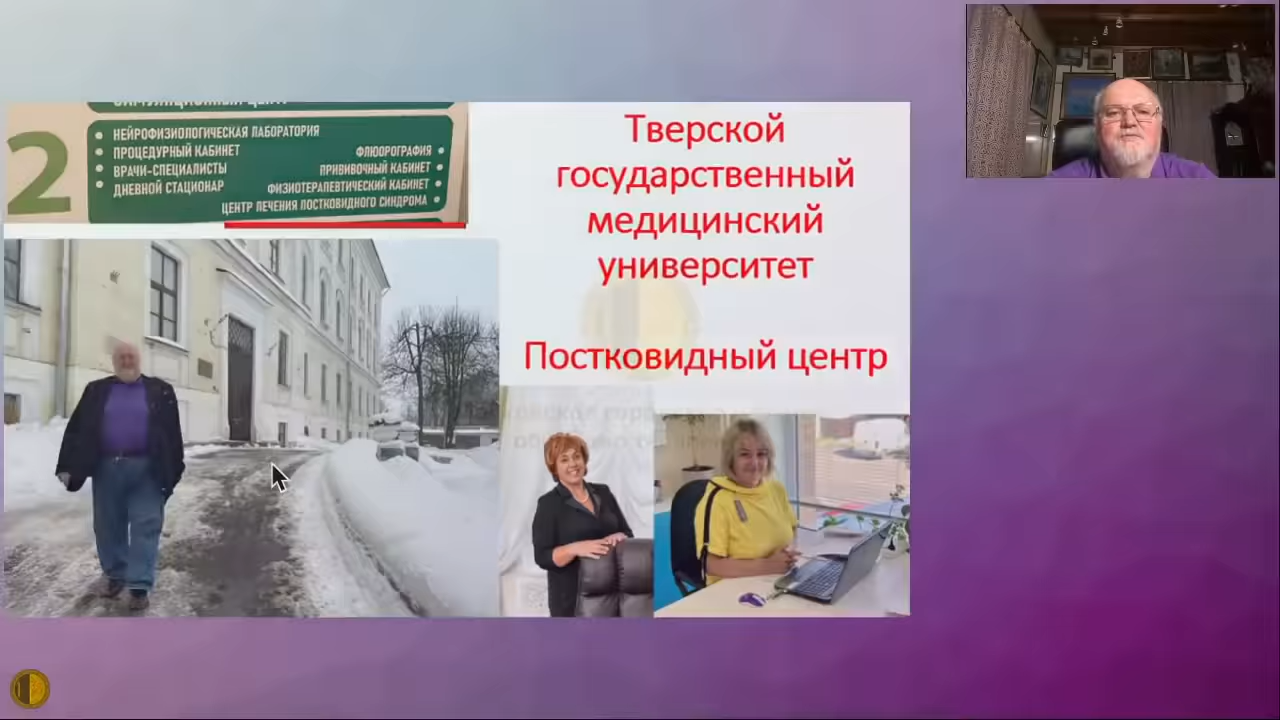 2
НЕЙРОФИЗИОЛОГИЧЕСКАЯ ЛАБОРАТОРИЯ
ПРОЦЕДУРНЫЙ КАБИНЕТ
ВРАЧИ-СПЕЦИАЛИСТЫ
ДНЕВНОЙ СТАЦИОНАР
ФЛЮОРОГРАФИЯ
ПРИВИВОЧНЫЙ КАБИНЕТ
ФИЗИОТЕРАПЕВТИЧЕСКИЙ КАБИНЕТ
ЦЕНТР ЛЕЧЕНИЯ ПОСТКОВИДНОГО СИНДРОМА
Тверской
государственный
медицинский
университет
Постковидный центр